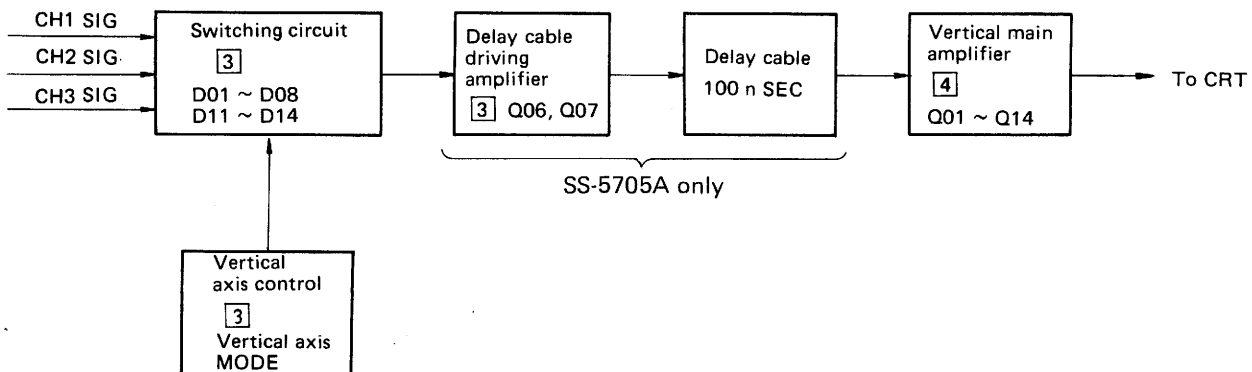 CH1 SIG
CH2 SIG
CH3 SIG
Switching circuit
3
D01 ~ D08
D11 ~ D14
Delay cable
driving
amplifier
3 Q06, Q07
Delay cable
100 n SEC
Vertical main
amplifier
4
Q01 ~ Q14
To CRT
SS-5705A only
Vertical
axis control
3
Vertical axis
MODE